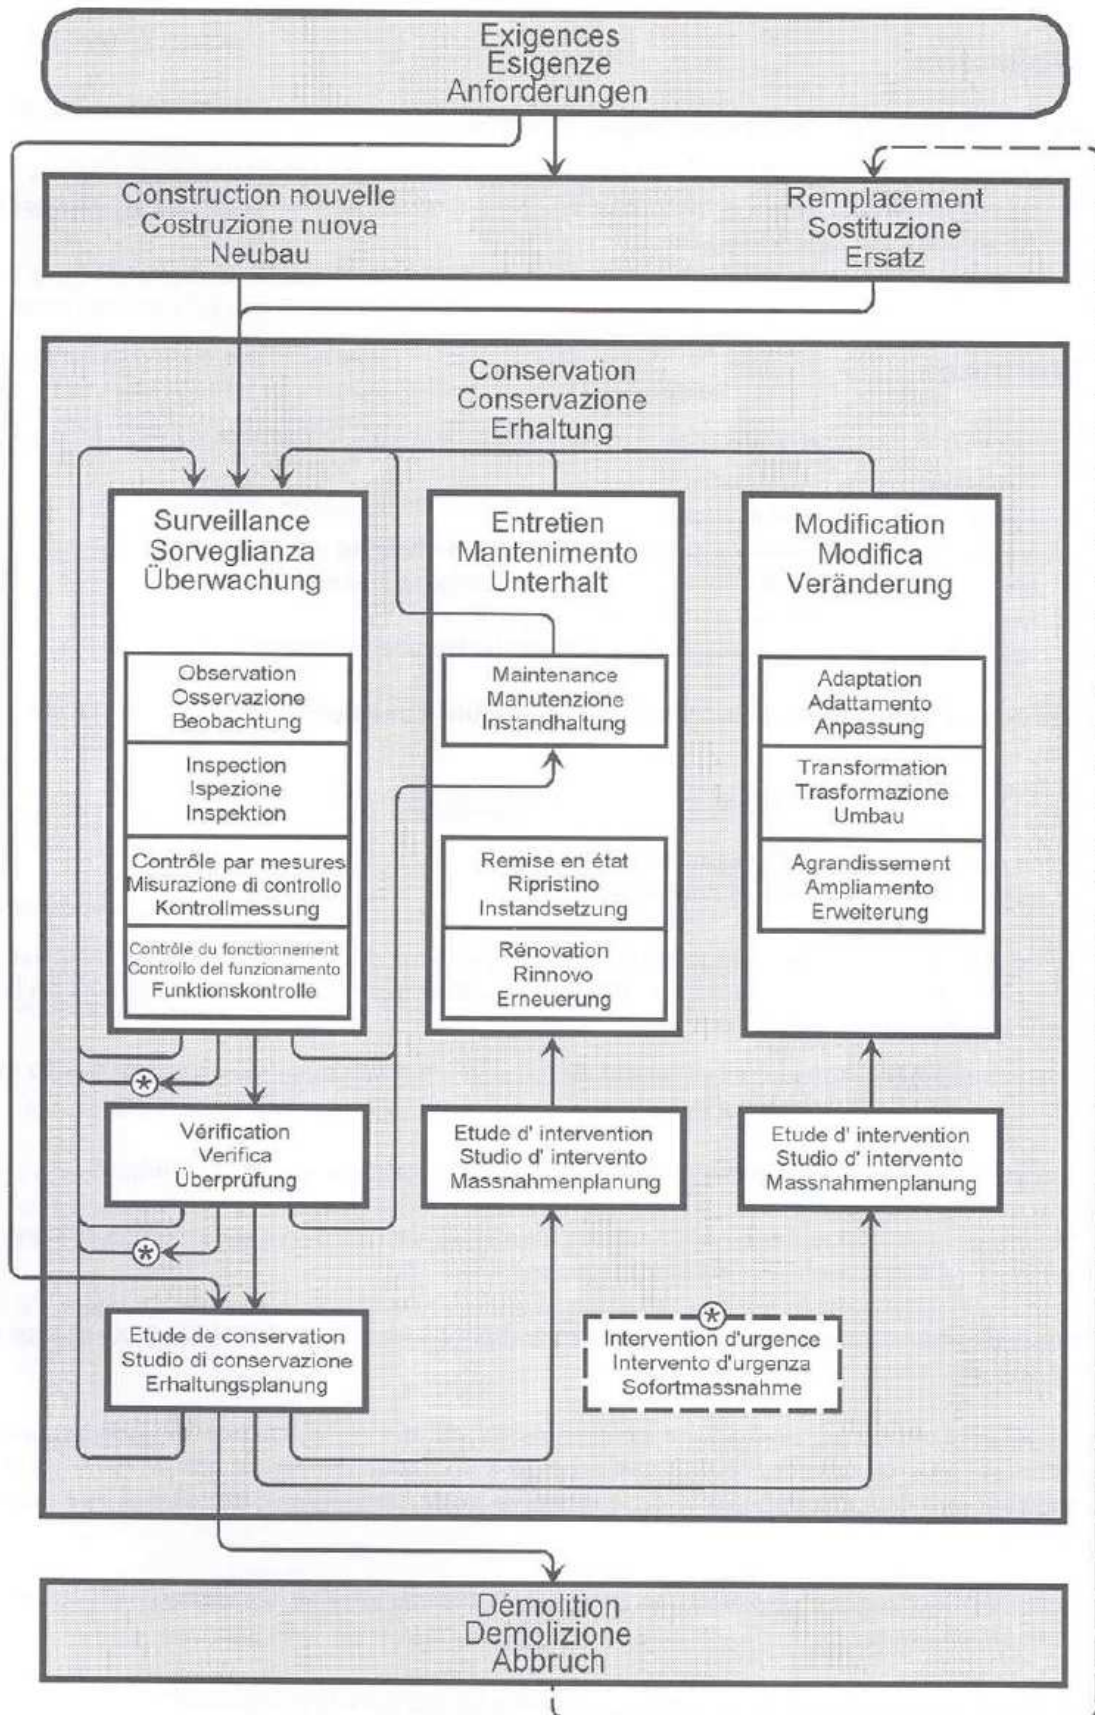 Exigences
Esigenze
Anforderungen
Construction nouvelle
Costruzione nuova
Neubau
Remplacement
Sostituzione
Ersatz
Conservation
Conservazione
Erhaltung
Surveillance
Sorveglianza
Überwachung
Observation
Osservazione
Beobachtung
Inspection
Ispezione
Inspektion
Contrôle par mesures
Misurazione di controllo
Kontrollmessung
Contrôle du fonctionnement
Controllo del funzionamento
Funktionskontrolle
Entretien
Mantenimento
Unterhalt
Maintenance
Manutenzione
Instandhaltung
Remise en état
Ripristino
Instandsetzung
Rénovation
Rinnovo
Erneuerung
Modification
Modifica
Veränderung
Adaptation
Adattamento
Anpassung
Transformation
Trasformazione
Umbau
Agrandissement
Ampliamento
Erweiterung
*
Vérification
Verifica
Überprüfung
Etude d' intervention
Studio d' intervento
Massnahmenplanung
Etude d' intervention
Studio d' intervento
Massnahmenplanung
*
Etude de conservation
Studio di conservazione
Erhaltungsplanung
*
Intervention d'urgence
Intervento d'urgenza
Sofortmassnahme
Démolition
Demolizione
Abbruch